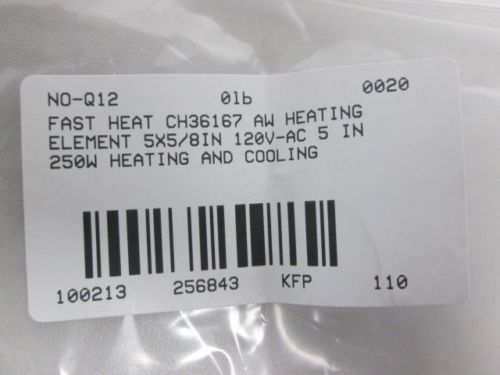 NO-Q12 0lb 0020
FAST HEAT CH36167 AW HEATING
ELEMENT 5X5/8IN 120V-AC 5 IN
250W HEATING AND COOLING
100213 256843 KFP 110